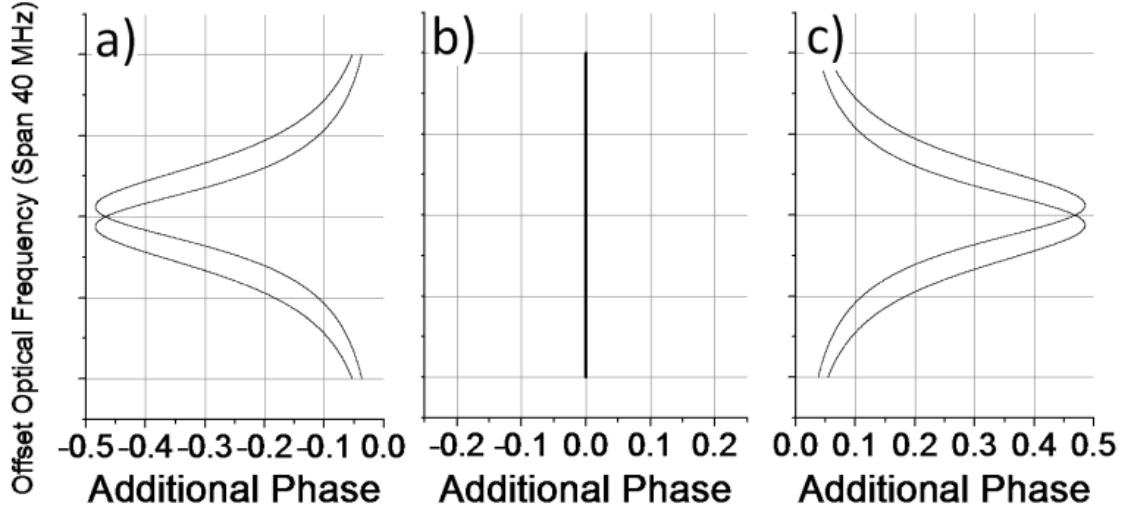 Offset Optical Frequency (Span 40 MHz)
a)
b)
c)
-0.5 -0.4 -0.3 -0.2 -0.1 0.0
-0.2 -0.1 0.0 0.1 0.2
0.0 0.1 0.2 0.3 0.4 0.5
Additional Phase
Additional Phase
Additional Phase